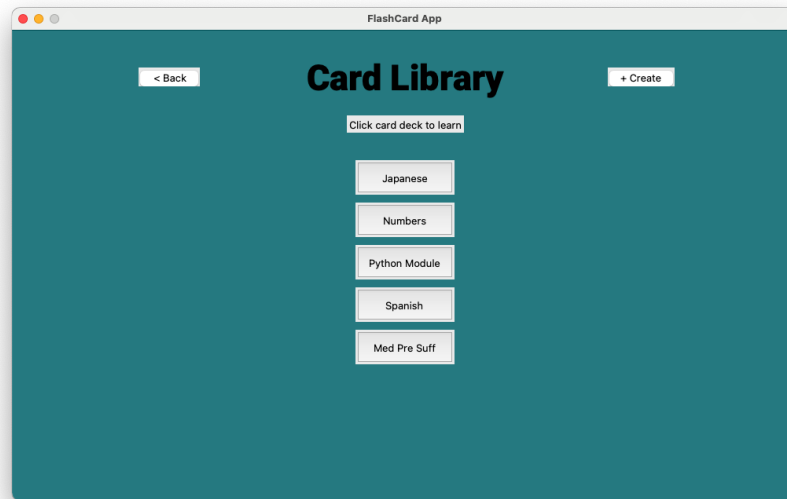 FlashCard App
< Back
Card Library
+ Create
Click card deck to learn
Japanese
Numbers
Python Module
Spanish
Med Pre Suff